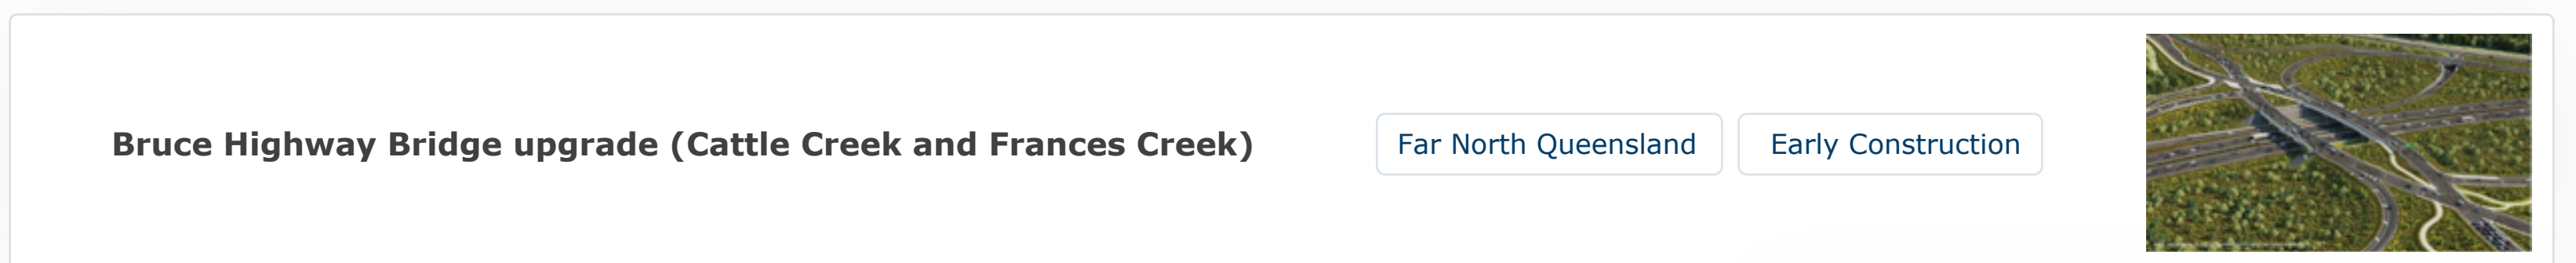 Bruce Highway Bridge upgrade (Cattle Creek and Frances Creek)
Far North Queensland
Early Construction